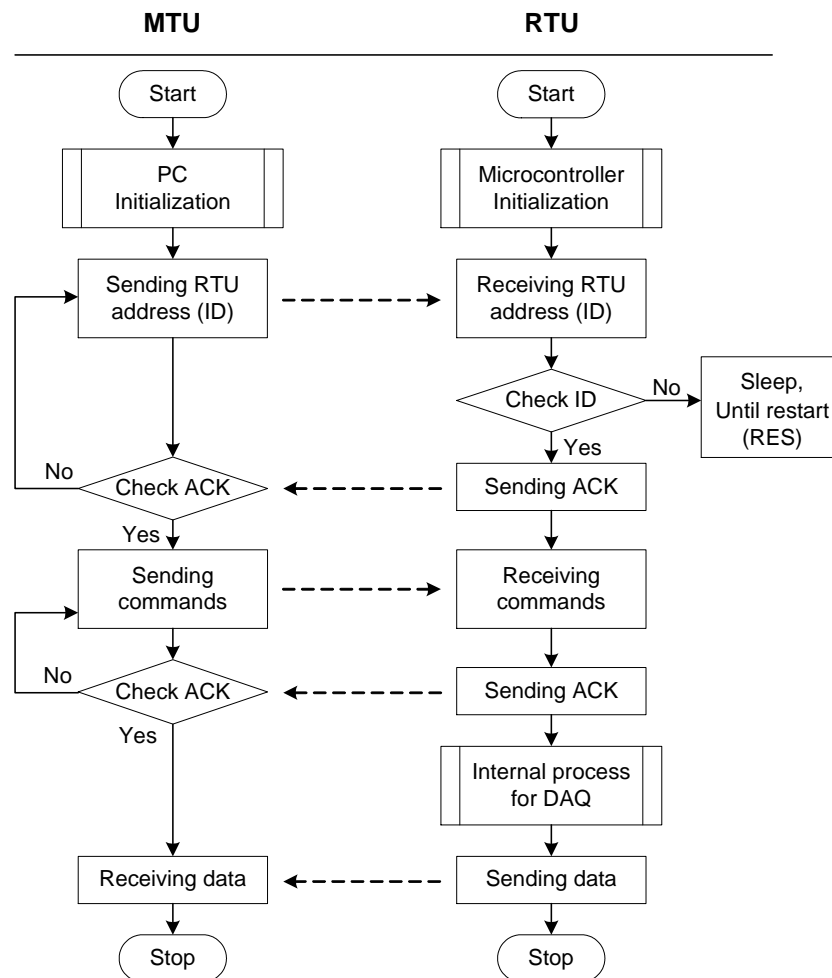 MTU
RTU
Start
Start
PC
Initialization
Microcontroller
Initialization
Sending RTU
address (ID)
Receiving RTU
address (ID)
Check ID
No
Sleep,
Until restart
(RES)
Yes
No
Check ACK
Sending ACK
Yes
Sending
commands
Receiving
commands
No
Check ACK
Sending ACK
Yes
Internal process
for DAQ
Receiving data
Sending data
Stop
Stop